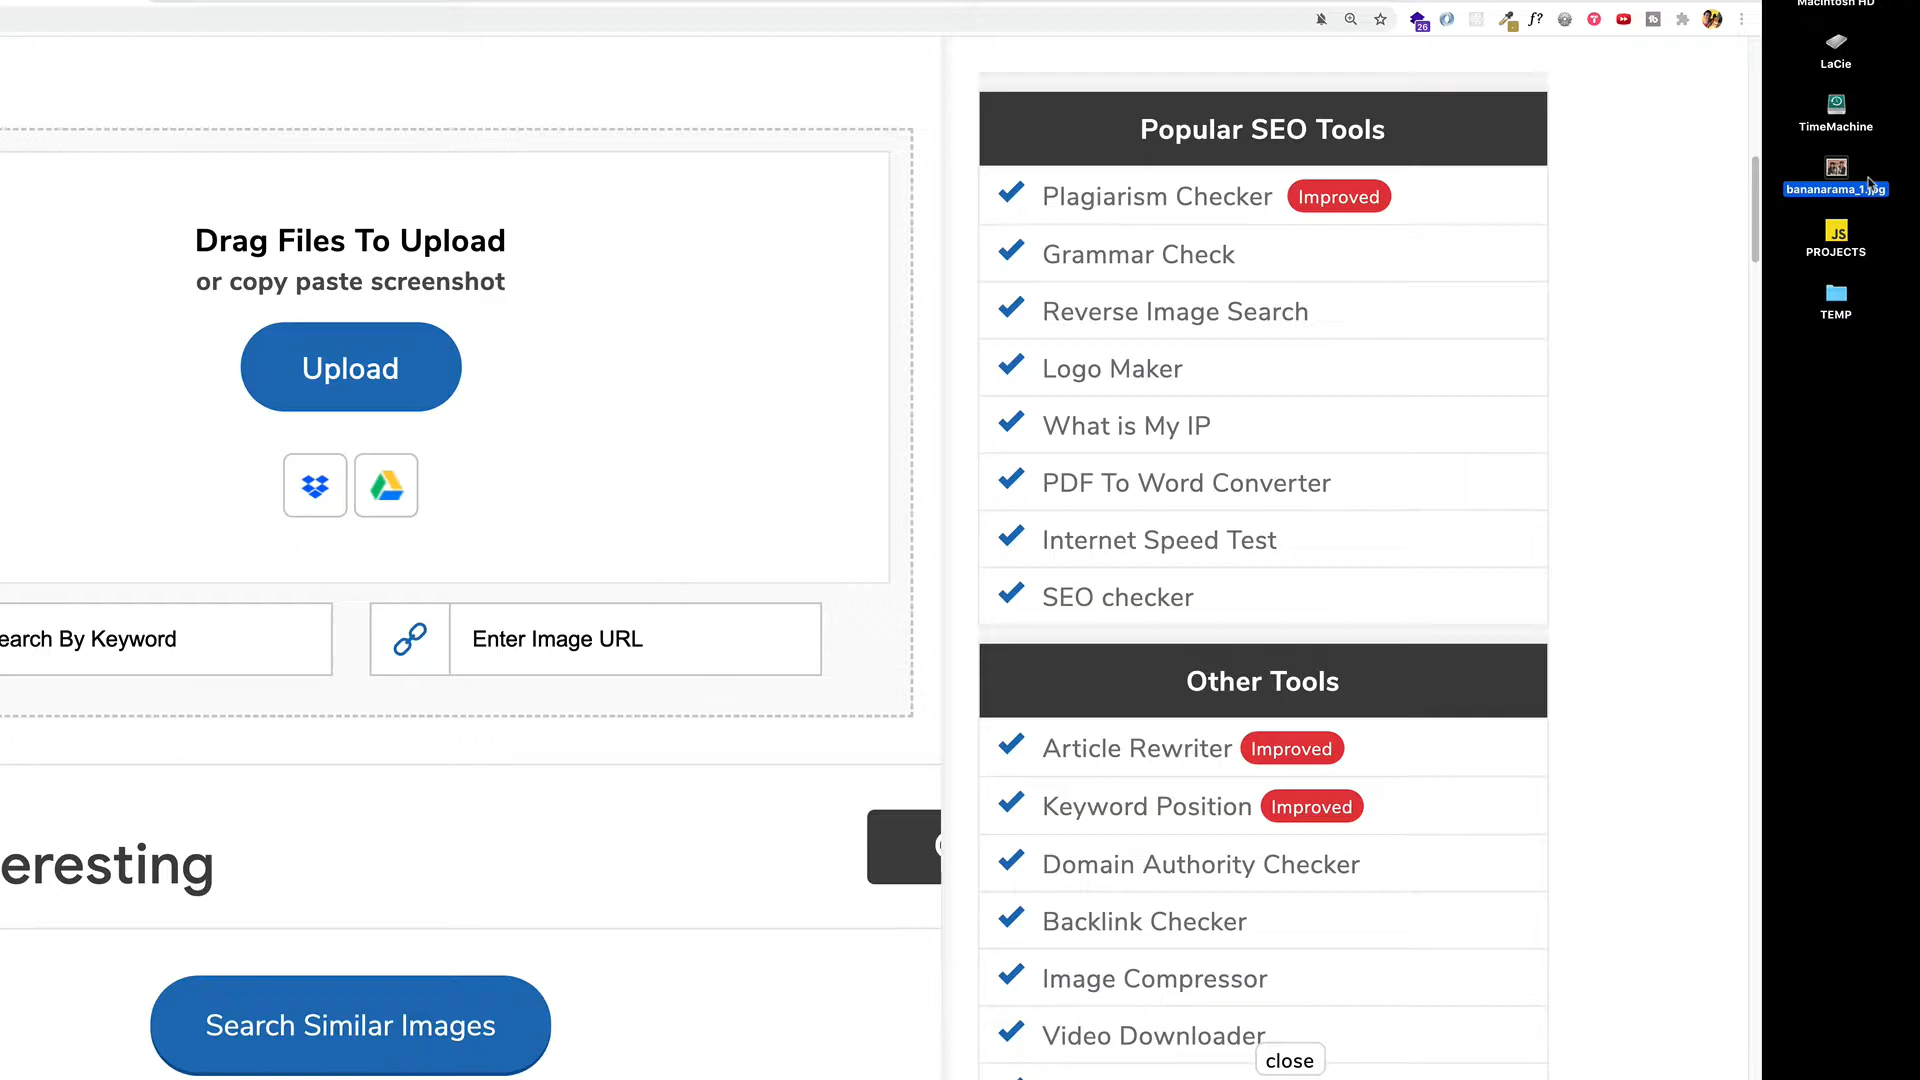 26
f?
Macintosh HD
LaCie
TimeMachine
bananarama_1.jpg
JS
PROJECTS
TEMP
Drag Files To Upload
or copy paste screenshot
Upload
earch By Keyword
Enter Image URL
eresting
Search Similar Images
Popular SEO Tools
Plagiarism Checker Improved
Grammar Check
Reverse Image Search
Logo Maker
What is My IP
PDF To Word Converter
Internet Speed Test
SEO checker
Other Tools
Article Rewriter Improved
Keyword Position Improved
Domain Authority Checker
Backlink Checker
Image Compressor
Video Downloader
close